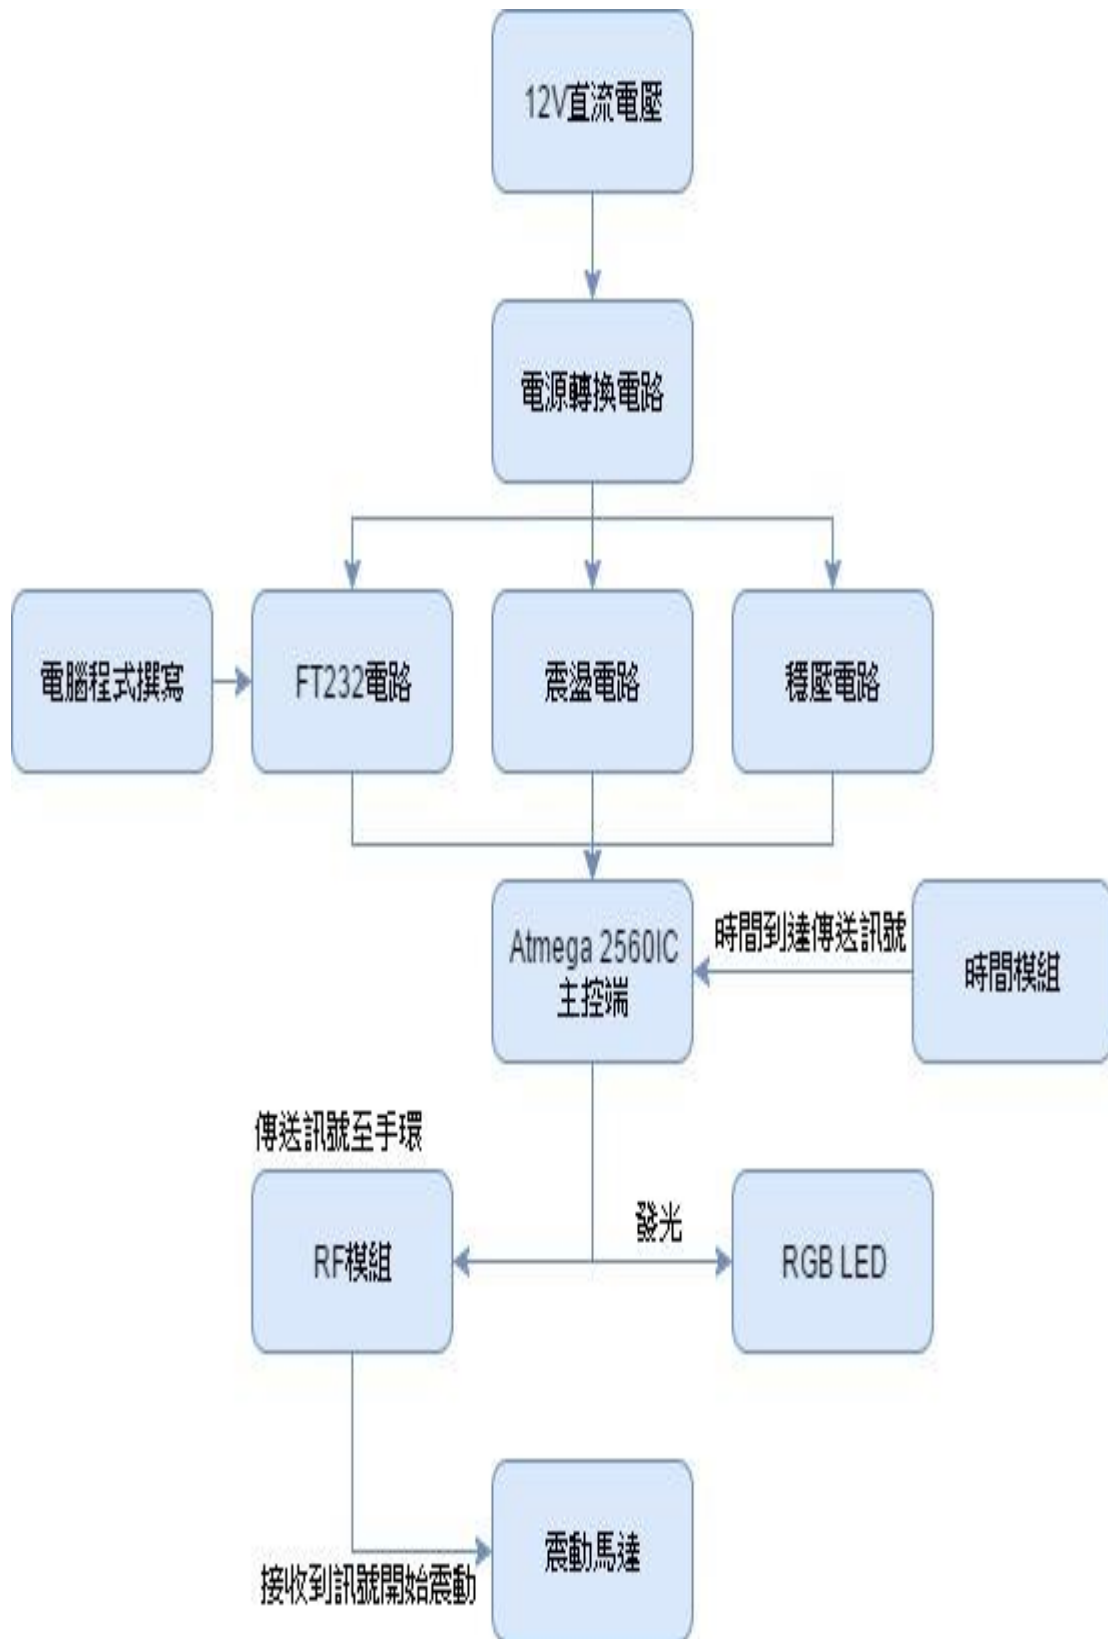 12V直流電壓
電源轉換電路
電腦程式撰寫
FT232電路
震盪電路
穩壓電路
Atmega 2560IC
主控端
時間到達傳送訊號
時間模組
傳送訊號至手環
RF模組
發光
RGB LED
震動馬達
接收到訊號開始震動